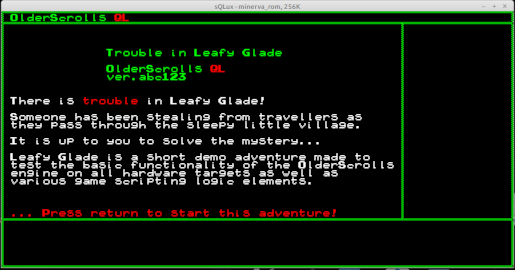 sQLux - minerva_rom, 256K
OlderScrolls QL
Trouble in Leafy Glade
OlderScrolls QL
ver.abc123
There is trouble in Leafy Glade!
Someone has been stealing from travellers as
they pass through the sleepy little village.
It is up to you to solve the mystery...
Leafy Glade is a short demo adventure made to
test the basic functionality of the OlderScrolls
engine on all hardware targets as well as
various game scripting logic elements.
... Press return to start this adventure!